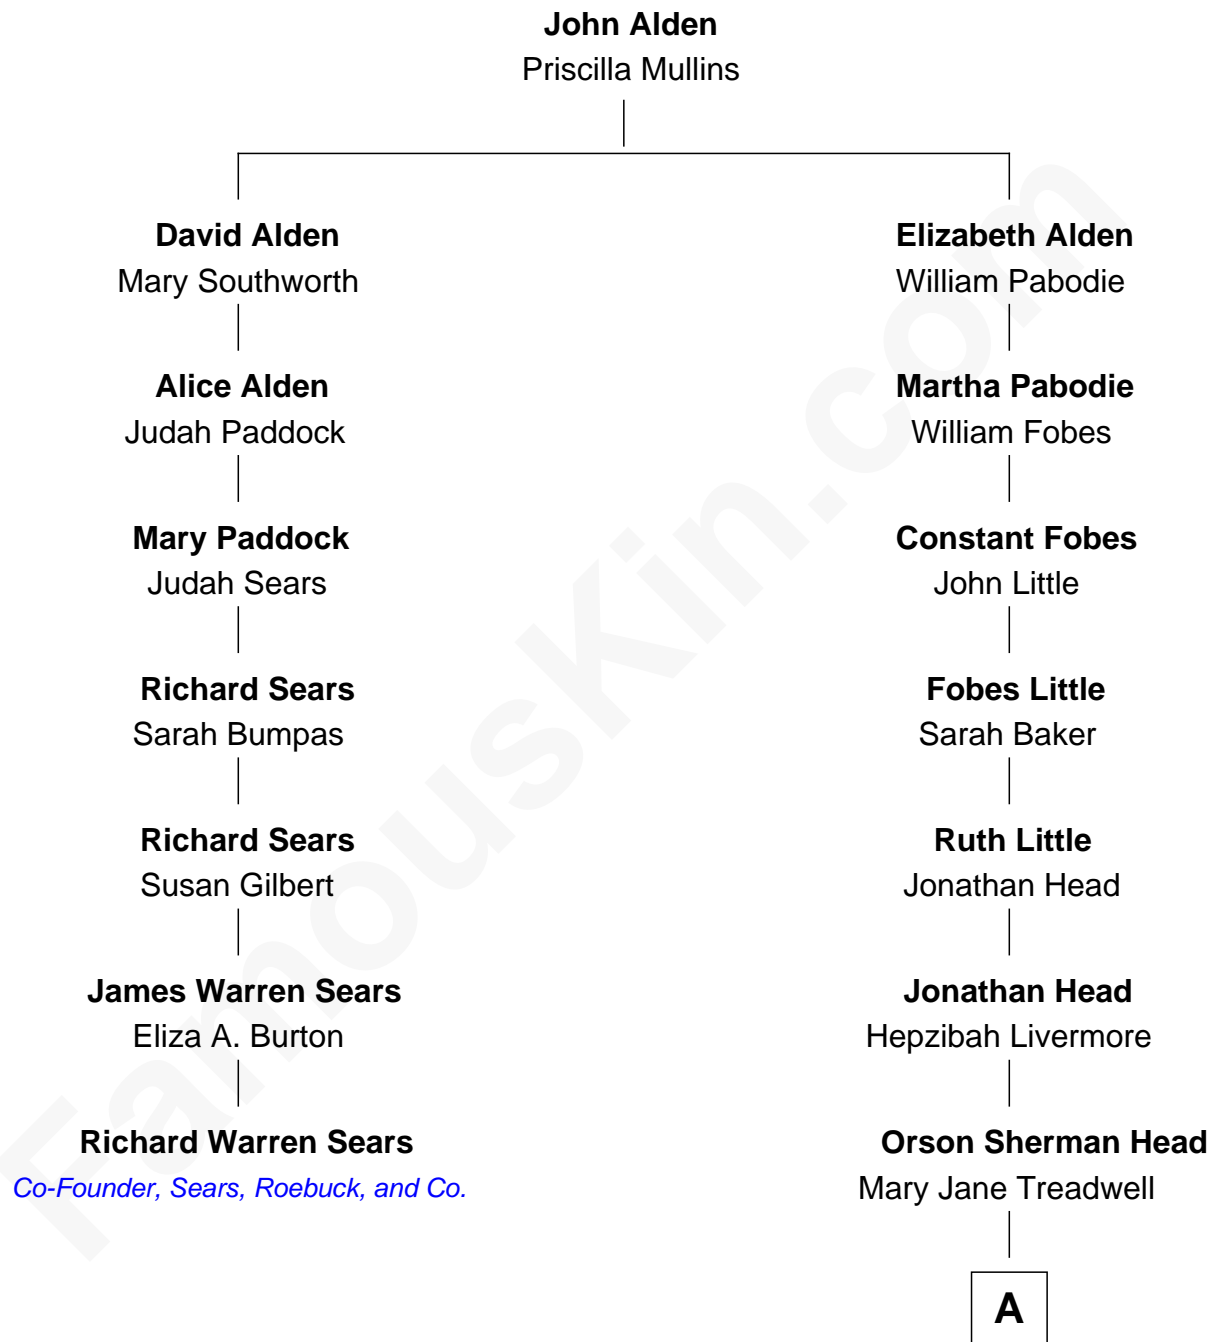 John Alden
Priscilla Mullins
David Alden
Mary Southworth
Alice Alden
Judah Paddock
Mary Paddock
Judah Sears
Richard Sears
Sarah Bumpas
Richard Sears
Susan Gilbert
James Warren Sears
Eliza A. Burton
Richard Warren Sears
Co-Founder, Sears, Roebuck, and Co.
Elizabeth Alden
William Pabodie
Martha Pabodie
William Fobes
Constant Fobes
John Little
Fobes Little
Sarah Baker
Ruth Little
Jonathan Head
Jonathan Head
Hepzibah Livermore
Orson Sherman Head
Mary Jane Treadwell
A
FamousKin.com